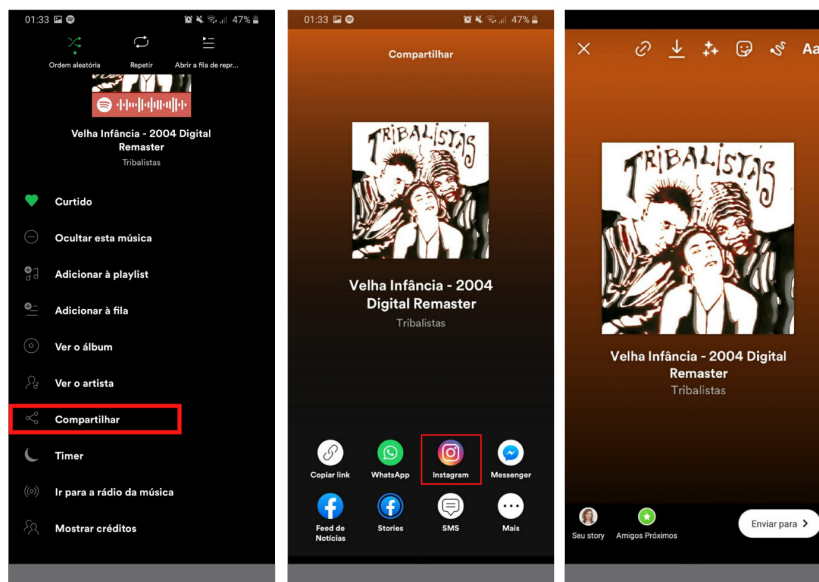 01:33
47%
Ordem aleatória
Repetir
Abrir a fila de repr...
Velha Infância - 2004 Digital
Remaster
Tribalistas
Curtido
Ocultar esta música
Adicionar à playlist
Adicionar à fila
Ver o álbum
Ver o artista
Compartilhar
Timer
Ir para a rádio da música
Mostrar créditos
01:33
47%
Compartilhar
TRIBALISTAS
Velha Infância - 2004
Digital Remaster
Tribalistas
Copiar link
WhatsApp
Instagram
Messenger
Feed de
Notícias
Stories
SMS
Mais
Aa
TRIBALISTAS
Velha Infância - 2004 Digital
Remaster
Tribalistas
Seu story
Amigos Próximos
Enviar para